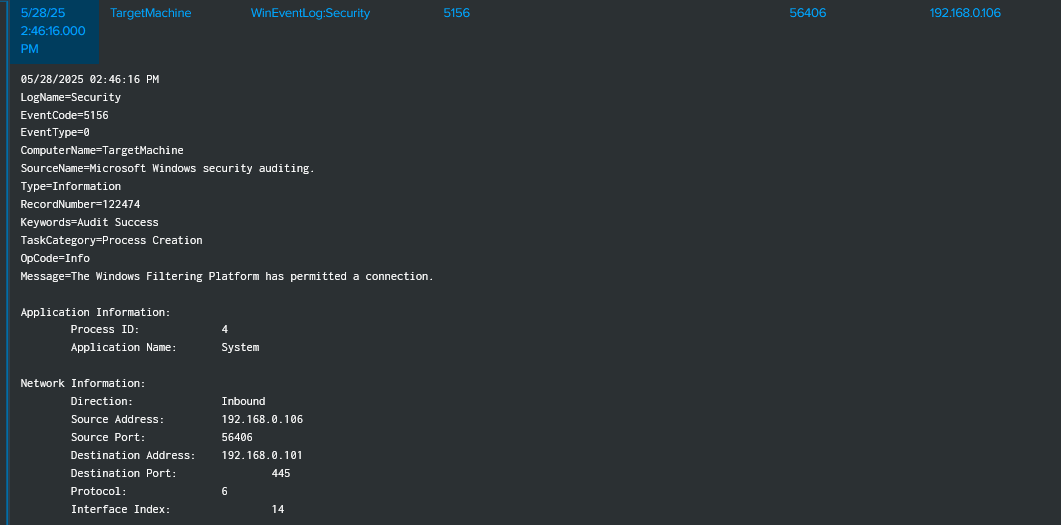 5/28/25 TargetMachine WinEventLog:Security 5156 56406 192.168.0.106
2:46:16.000
PM
05/28/2025 02:46:16 PM
LogName=Security
EventCode=5156
EventType=0
ComputerName=TargetMachine
SourceName=Microsoft Windows security auditing.
Type=Information
RecordNumber=122474
Keywords=Audit Success
TaskCategory=Process Creation
OpCode=Info
Message=The Windows Filtering Platform has permitted a connection.
Application Information:
Process ID: 4
Application Name: System
Network Information:
Direction: Inbound
Source Address: 192.168.0.106
Source Port: 56406
Destination Address: 192.168.0.101
Destination Port: 445
Protocol: 6
Interface Index: 14